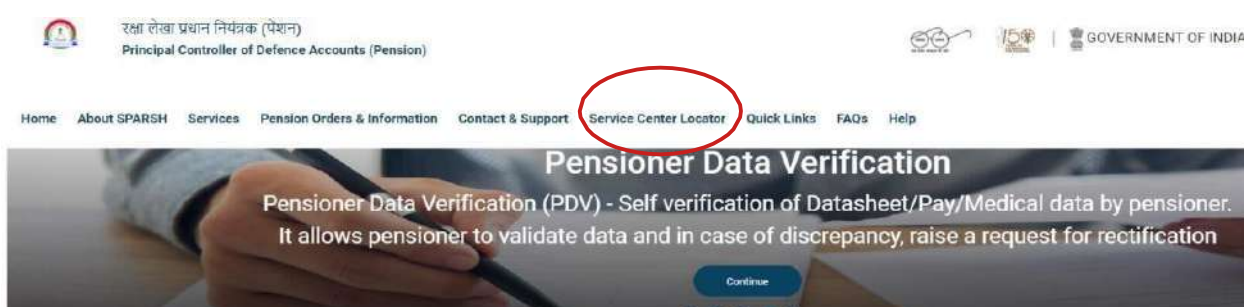 रक्षा लेखा प्रधान नियंत्रक (पेंशन)
Principal Controller of Defence Accounts (Pension)
GOVERNMENT OF INDIA
Home About SPARSH Services Pension Orders & Information Contact & Support Service Center Locator Quick Links FAQs Help
Pensioner Data Verification
Pensioner Data Verification (PDV) - Self verification of Datasheet/Pay/Medical data by pensioner.
It allows pensioner to validate data and in case of discrepancy, raise a request for rectification
Continue